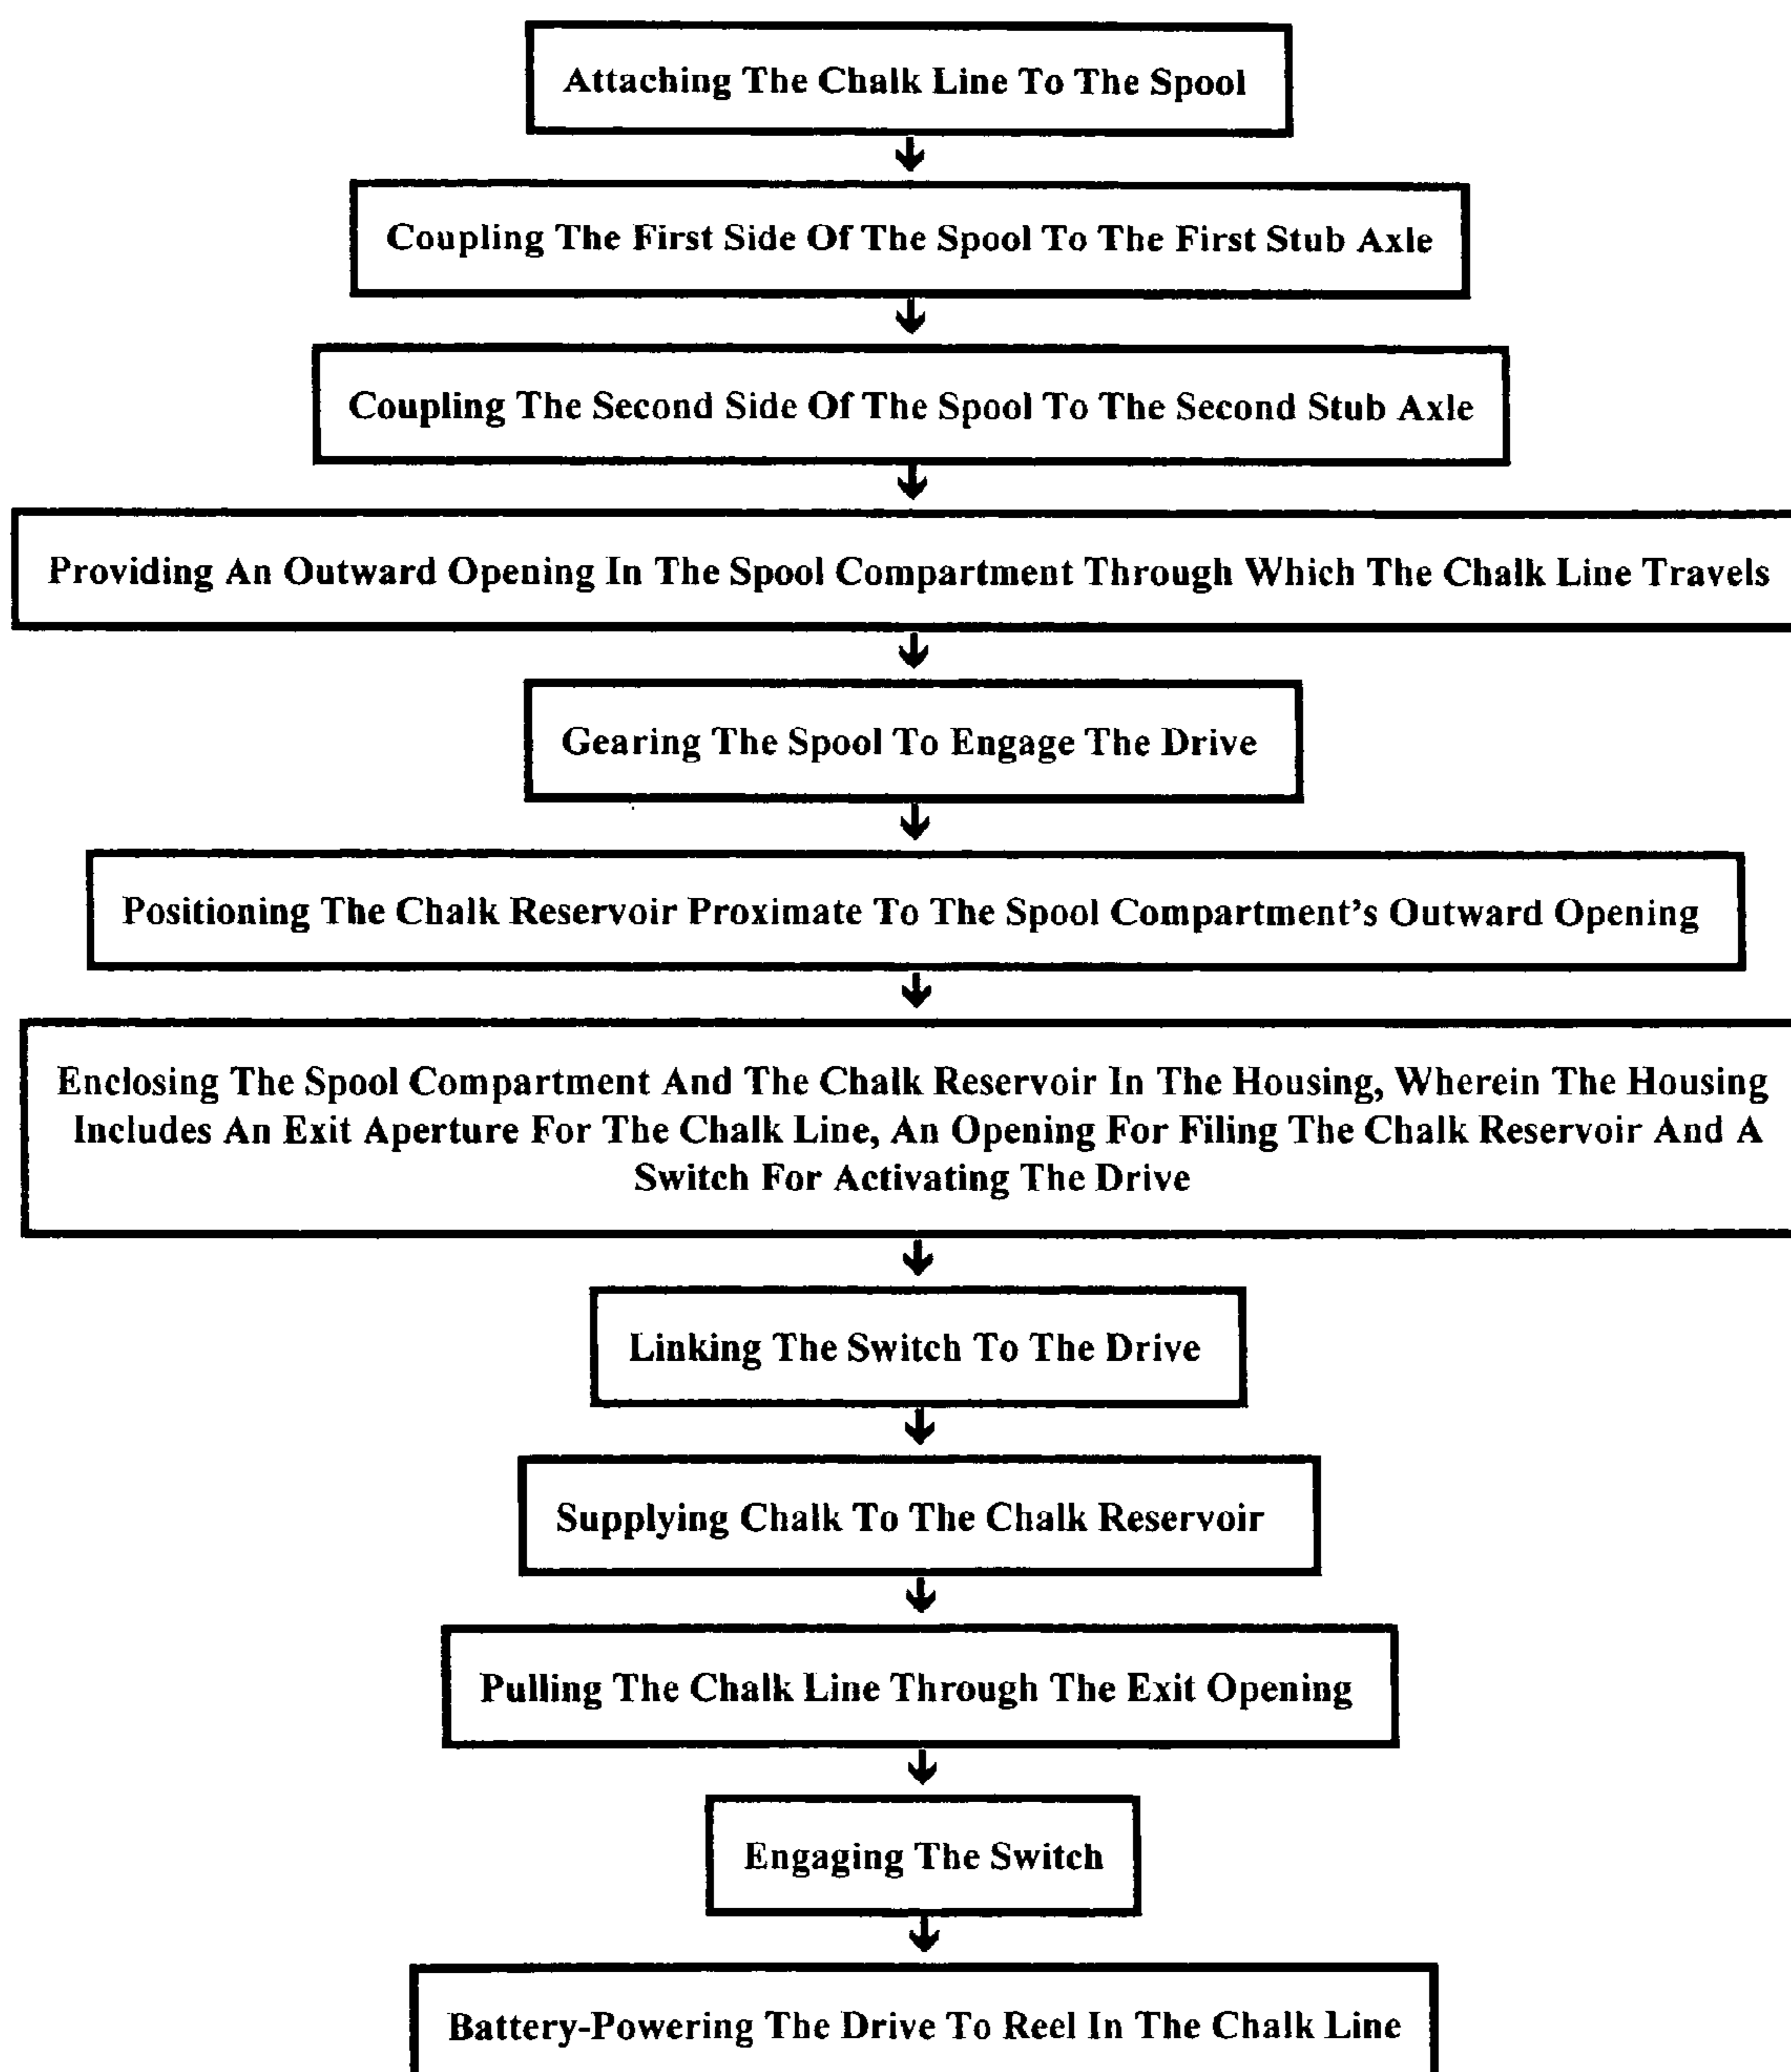 Attaching The Chalk Line To The Spool
Coupling The First Side Of The Spool To The First Stub Axle
Coupling The Second Side Of The Spool To The Second Stub Axle
Providing An Outward Opening In The Spool Compartment Through Which The Chalk Line Travels
Gearing The Spool To Engage The Drive
Positioning The Chalk Reservoir Proximate To The Spool Compartment's Outward Opening
Enclosing The Spool Compartment And The Chalk Reservoir In The Housing, Wherein The Housing
Includes An Exit Aperture For The Chalk Line, An Opening For Filing The Chalk Reservoir And A
Switch For Activating The Drive
Linking The Switch To The Drive
Supplying Chalk To The Chalk Reservoir
Pulling The Chalk Line Through The Exit Opening
Engaging The Switch
Battery-Powering The Drive To Reel In The Chalk Line